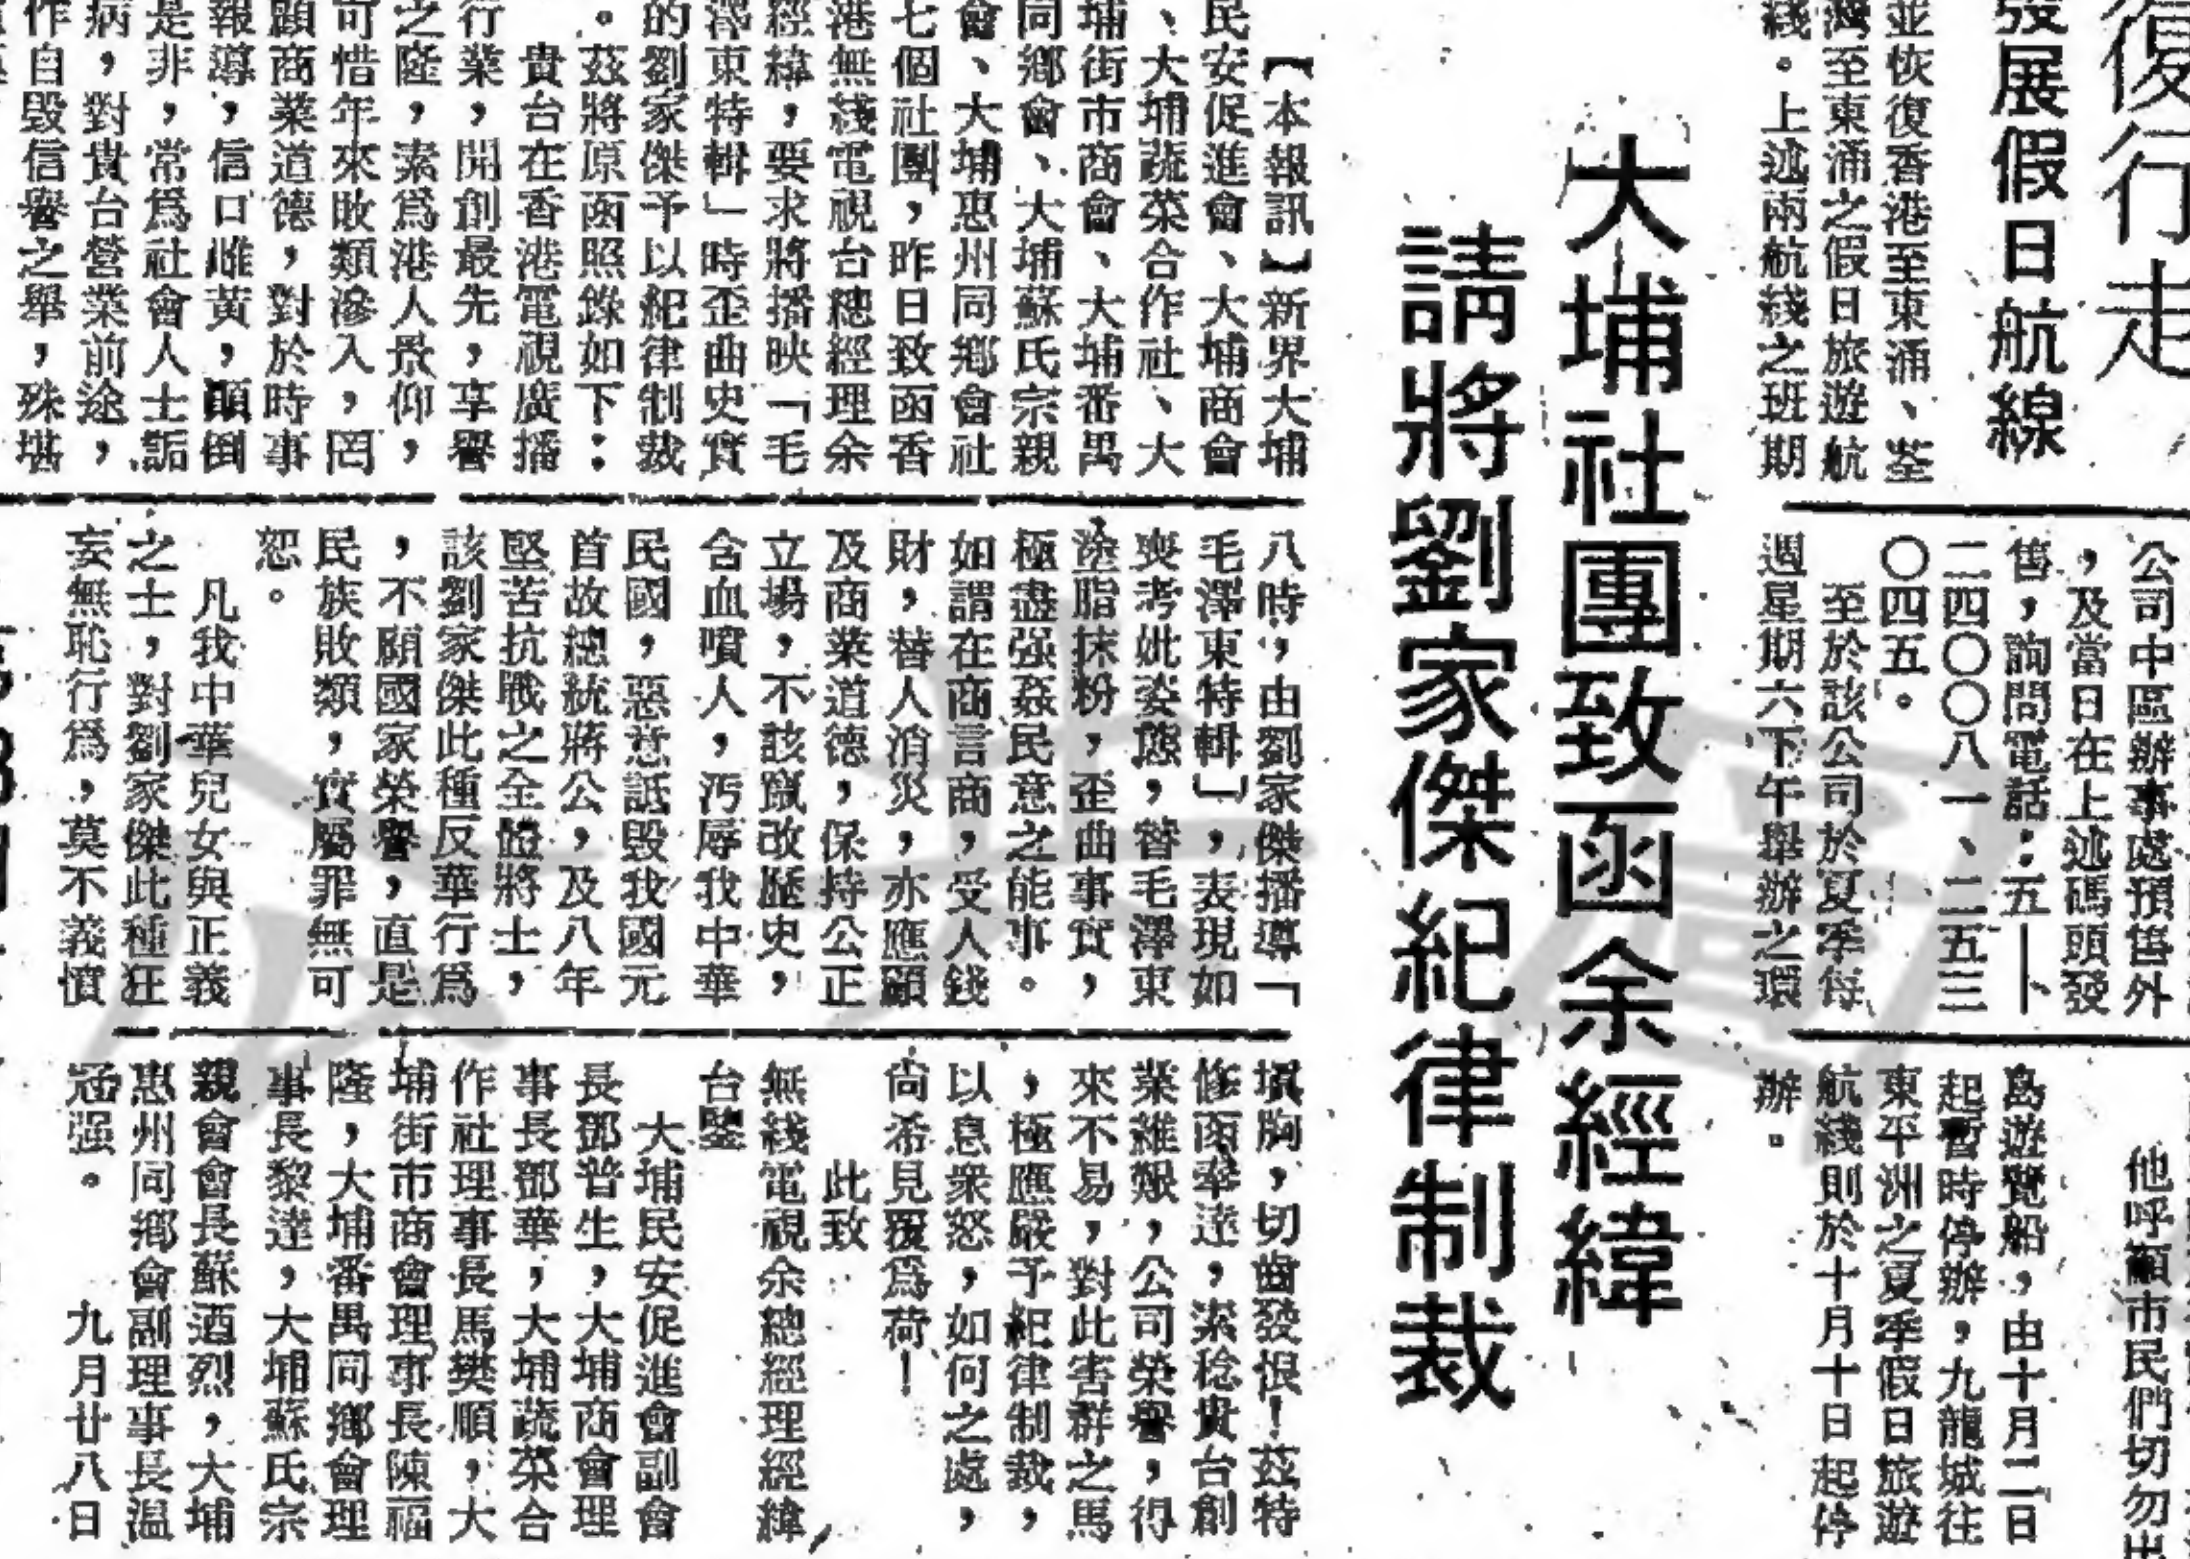 復行走
發展假日航線
並恢復香港至東涌、荃
灣至東涌之假日旅遊航
綫。上述兩航綫之班期
公司中區辦事處預售外
，及當日在上述碼頭發
售，詢問電話：五—
二四〇〇八一、二五三
〇四五。
至於該公司於夏季每
週星期六下午舉辦之環
島遊覽船，由十月二日
起暫時停辦，九龍城往
東平洲之夏季假日旅遊
航綫則於十月十日起停
辦。
他呼籲市民們切勿出
大埔社團致函余經緯
請將劉家傑紀律制裁
【本報訊】新界大埔
民安促進會、大埔商會
、大埔蔬菜合作社、大
埔街市商會、大埔番禺
同鄉會、大埔蘇氏宗親
會、大埔惠州同鄉會社
七個社團，昨日致函香
港無綫電視台總經理余
經緯，要求將播映「毛
澤東特輯」時歪曲史實
的劉家傑予以紀律制裁
。茲將原函照錄如下：
貴台在香港電視廣播
行業，開創最先，享譽
之隆，素爲港人景仰，
可惜年來敗類滲入，罔
顧商業道德，對於時事
報導，信口雌黃，顛倒
是非，常爲社會人士詬
病，對貴台營業前途，
作自毀信譽之舉，殊堪
八時，由劉家傑播導「
毛澤東特輯」，表現如
喪考妣姿態，替毛澤東
塗脂抹粉，歪曲事實，
極盡强姦民意之能事。
如謂在商言商，受人錢
財，替人消災，亦應顧
及商業道德，保持公正
立場，不該竄改歷史，
含血噴人，污辱我中華
民國，惡意詆毀我國元
首故總統蔣公，及八年
堅苦抗戰之全體將士，
該劉家傑此種反華行爲
，不顧國家榮譽，直是
民族敗類，實屬罪無可
恕。
凡我中華兒女與正義
之士，對劉家傑此種狂
妄無恥行爲，莫不義憤
塡胸，切齒發恨！茲特
修函奉達，素稔貴台創
業維艱，公司榮譽，得
來不易，對此害群之馬
，極應嚴予紀律制裁，
以息衆怒，如何之處，
尚希見覆爲荷！
此致
無綫電視余總經理經緯
台鑒
大埔民安促進會副會
長鄧普生，大埔商會理
事長鄧華，大埔蔬菜合
作社理事長馬樊順，大
埔街市商會理事長陳福
隆，大埔番禺同鄉會理
事長黎達，大埔蘇氏宗
親會會長蘇迺烈，大埔
惠州同鄉會副理事長温
冠强。 九月廿八日